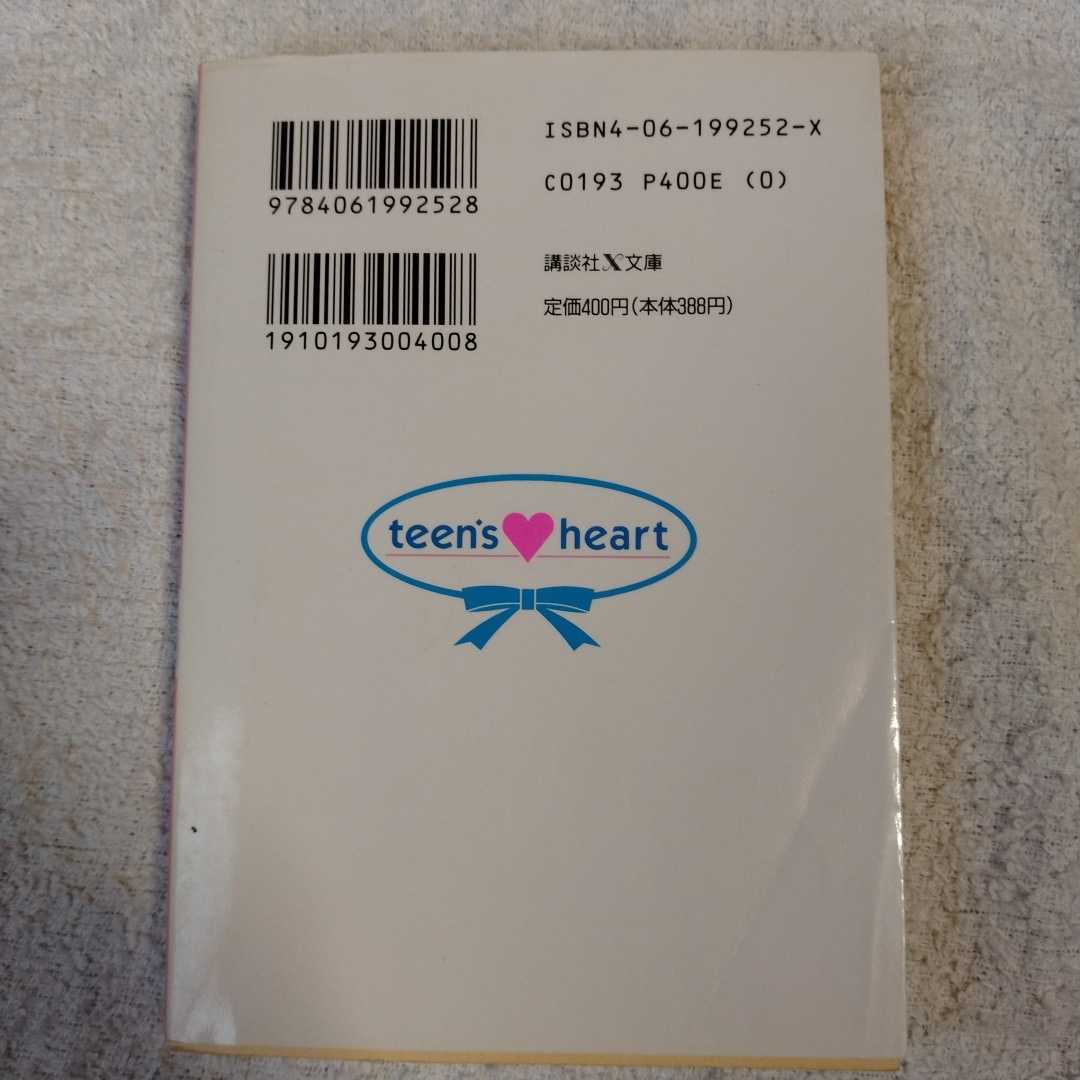 ISBN4-06-199252-X
C0193 P400E (0)
9784061992528
講談社X文庫
定価400円(本体388円)
1910193004008
teen's♥heart